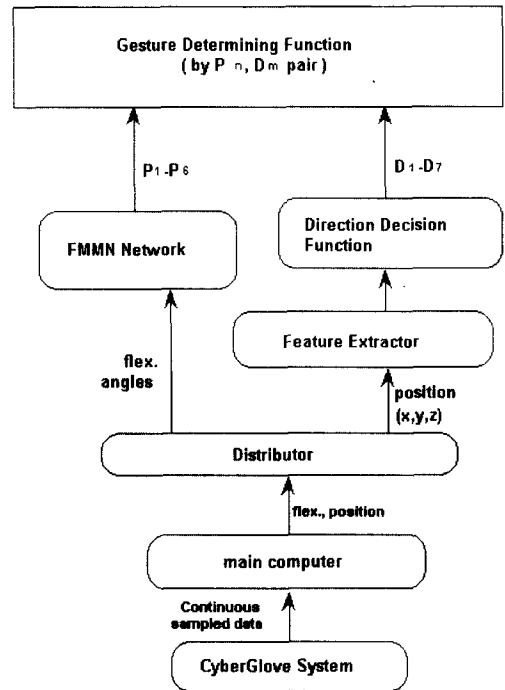 Gesture Determining Function
( by P n, D m pair )
P1 -P6
D1 -D7
FMMN Network
Direction Decision
Function
Feature Extractor
flex.
angles
position
(x,y,z)
Distributor
flex., position
main computer
Continuous
sampled data
CyberGlove System